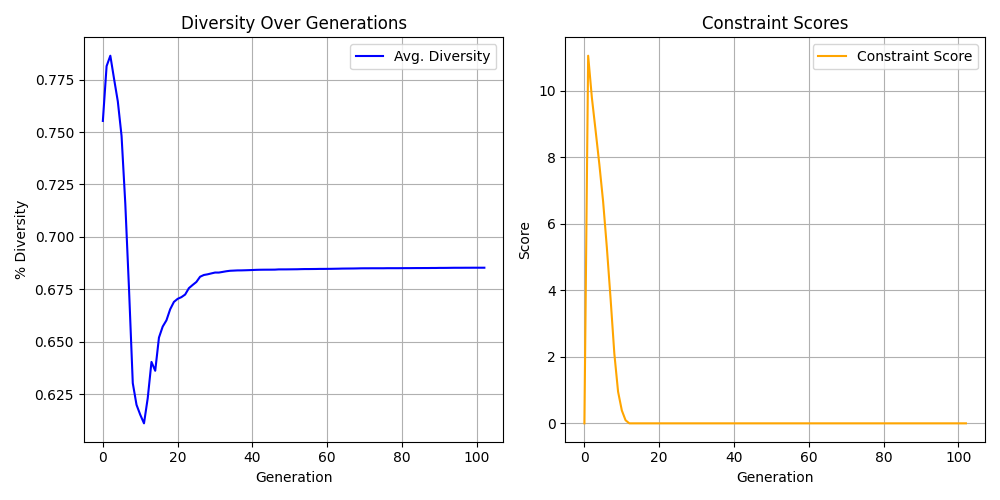 Diversity Over Generations
Avg. Diversity
0.775
0.750
0.725
0.700
0.675
0.650
0.625
% Diversity
0 20 40 60 80 100
Generation
Constraint Scores
Constraint Score
10
8
6
4
2
0
Score
0 20 40 60 80 100
Generation